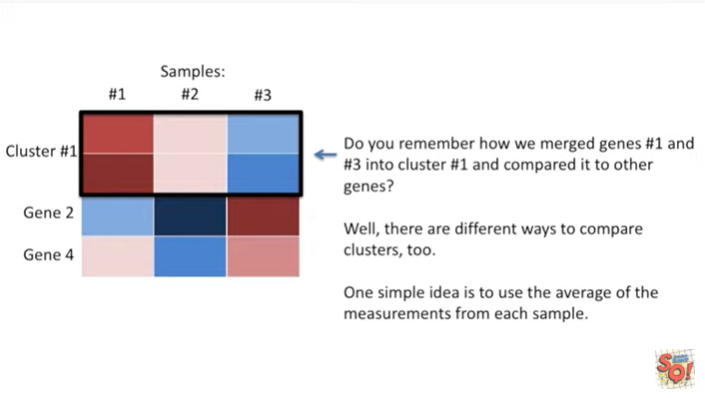 Samples:
#1 #2 #3
Cluster #1
Gene 2
Gene 4
Do you remember how we merged genes #1 and
#3 into cluster #1 and compared it to other
genes?
Well, there are different ways to compare
clusters, too.
One simple idea is to use the average of the
measurements from each sample.
SQ!